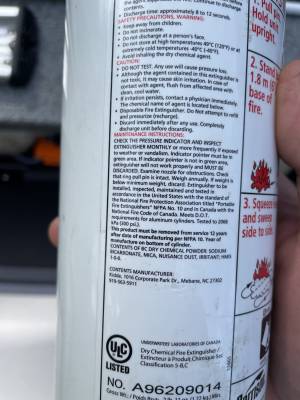 • Discharge time: approximately 8 to 12 seconds.
SAFETY PRECAUTIONS, WARNING:
• Keep away from children.
• Do not incinerate.
• Do not discharge at a person's face.
• Do not store at high temperatures 49°C (120°F) or at
extremely cold temperatures -40°C (-40°F).
• Avoid inhaling the dry chemical agent.
CAUTION:
• DO NOT TEST. Any use will cause pressure loss.
• Although the agent contained in this extinguisher is
not toxic, it may cause skin irritation. In case of
contact with agent, flush from affected area with
clean, cool water.
• If irritation persists, contact a physician immediately.
The chemical name of agent is located below.
• Disposable Fire Extinguisher. Do Not attempt to refill
and pressure (recharge).
• Discard immediately after any use. Completely
discharge unit before discarding.
MAINTENANCE INSTRUCTIONS:
CHECK THE PRESSURE INDICATOR AND INSPECT
EXTINGUISHER MONTHLY or more frequently if exposed
to weather or vandalism. Indicator pointer must be in
green area. If indicator pointer is not in green area,
extinguisher will not work properly and MUST BE
DISCARDED. Examine nozzle for obstructions. Check
that ring pull pin is intact. Weigh annually. If weight is
below minimum weight, discard. Extinguisher to be
installed, inspected, maintained and tested in
accordance in the United States with the standard of
the National Fire Protection Association titled "Portable
Fire Extinguishers" NFPA No. 10 and in Canada with the
National Fire Code of Canada. Meets D.O.T.
requirements for aluminum cylinders. Tested to 2069
kPa (300 psi.).
This product must be removed from service 12 years
after date of manufacturing per NFPA 10. Year of
manufacture on bottom of cylinder.
CONTENTS OF BC DRY CHEMICAL POWDER: SODIUM
BICARBONATE, MICA, NUISANCE DUST, IRRITANT; HMIS
1-0-0.
CONTENTS MANUFACTURER:
Kidde, 1016 Corporate Park Dr., Mebane, NC 27302
919-563-5911
UNDERWRITERS' LABORATORIES OF CANADA
ULC
LISTED
Dry Chemical Fire Extinguisher /
Extincteur à Produit Chimique Sec
Classification 5-B,C
NO. A96209014
1. Pull
Hold
upright.
2. Stand
1.8 m
base of
fire.
3. Squeeze
and sweep
side to side.